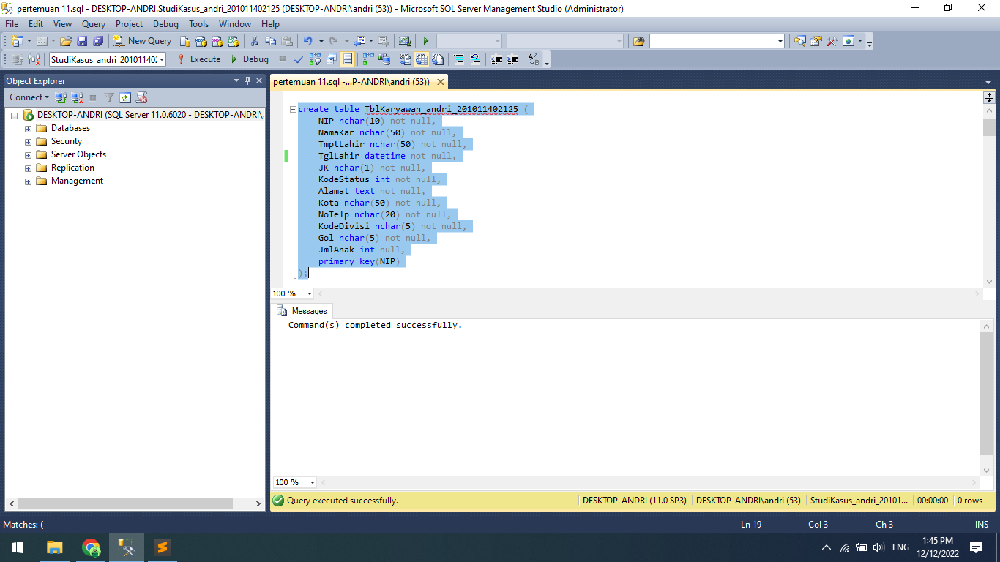 pertemuan 11.sql - DESKTOP-ANDRI.StudiKasus_andri_201011402125 (DESKTOP-ANDRI\andri (53)) - Microsoft SQL Server Management Studio (Administrator)
File Edit View Query Project Debug Tools Window Help
New Query
StudiKasus_andri_201011402 Execute Debug
Object Explorer
pertemuan 11.sql -...P-ANDRI\andri (53))
Connect
DESKTOP-ANDRI (SQL Server 11.0.6020 - DESKTOP-ANDRI\
Databases
Security
Server Objects
Replication
Management
create table TblKaryawan_andri_201011402125 (
NIP nchar(10) not null,
NamaKar nchar(50) not null,
TmptLahir nchar(50) not null,
TglLahir datetime not null,
JK nchar(1) not null,
KodeStatus int not null,
Alamat text not null,
Kota nchar(50) not null,
NoTelp nchar(20) not null,
KodeDivisi nchar(5) not null,
Gol nchar(5) not null,
JmlAnak int null,
primary key(NIP)
);
100 %
Messages
Command(s) completed successfully.
100 %
Query executed successfully. DESKTOP-ANDRI (11.0 SP3) DESKTOP-ANDRI\andri (53) StudiKasus_andri_20101... 00:00:00 0 rows
Matches: ( Ln 19 Col 3 Ch 3 INS
ENG
1:45 PM
12/12/2022